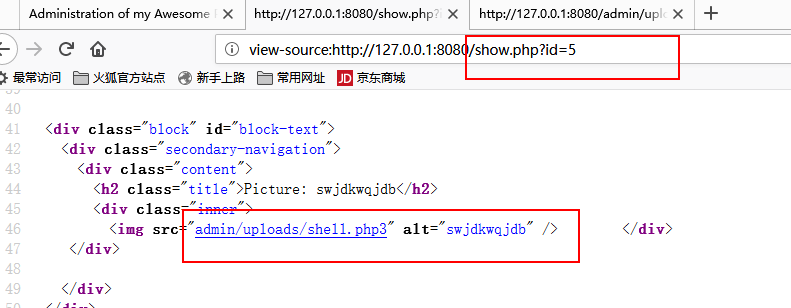 Administration of my Awesome P
http://127.0.0.1:8080/show.php?i
http://127.0.0.1:8080/admin/uplo
view-source:http://127.0.0.1:8080/show.php?id=5
最常访问 火狐官方站点 新手上路 常用网址 JD 京东商城
40
41 <div class="block" id="block-text">
42 <div class="secondary-navigation">
43 <div class="content">
44 <h2 class="title">Picture: swjdkwqjdb</h2>
45 <div class="inner">
46 <img src="admin/uploads/shell.php3" alt="swjdkwqjdb" /> </div>
47 </div>
48
49 </div>